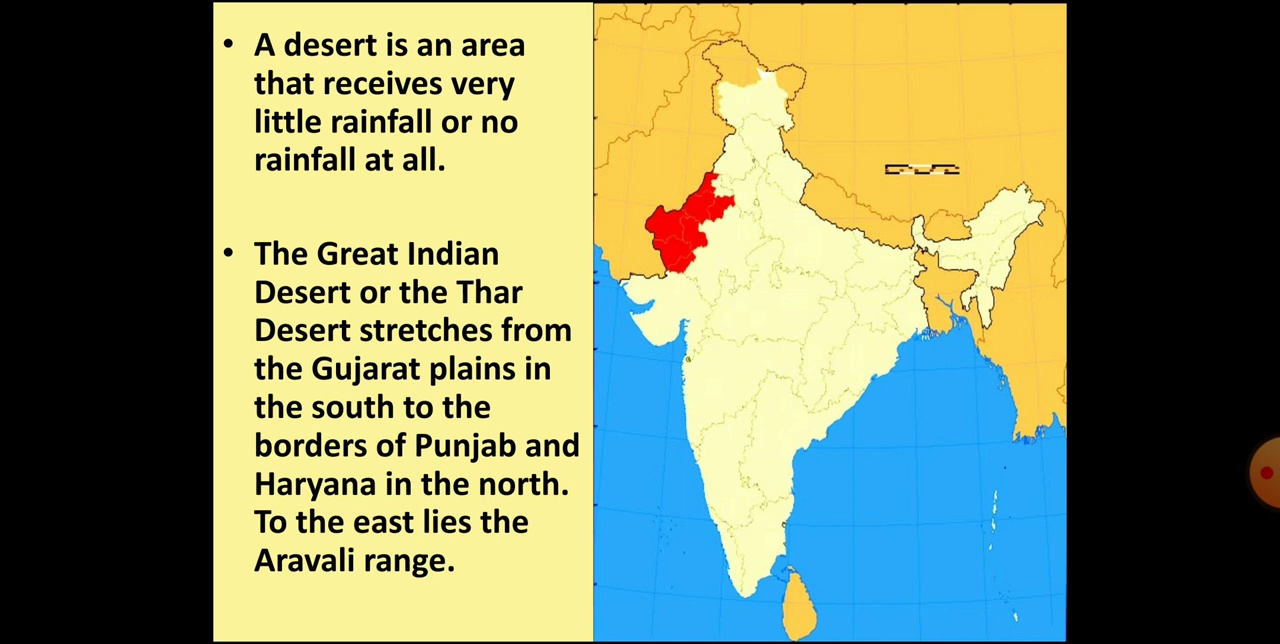 • A desert is an area
that receives very
little rainfall or no
rainfall at all.
• The Great Indian
Desert or the Thar
Desert stretches from
the Gujarat plains in
the south to the
borders of Punjab and
Haryana in the north.
To the east lies the
Aravali range.